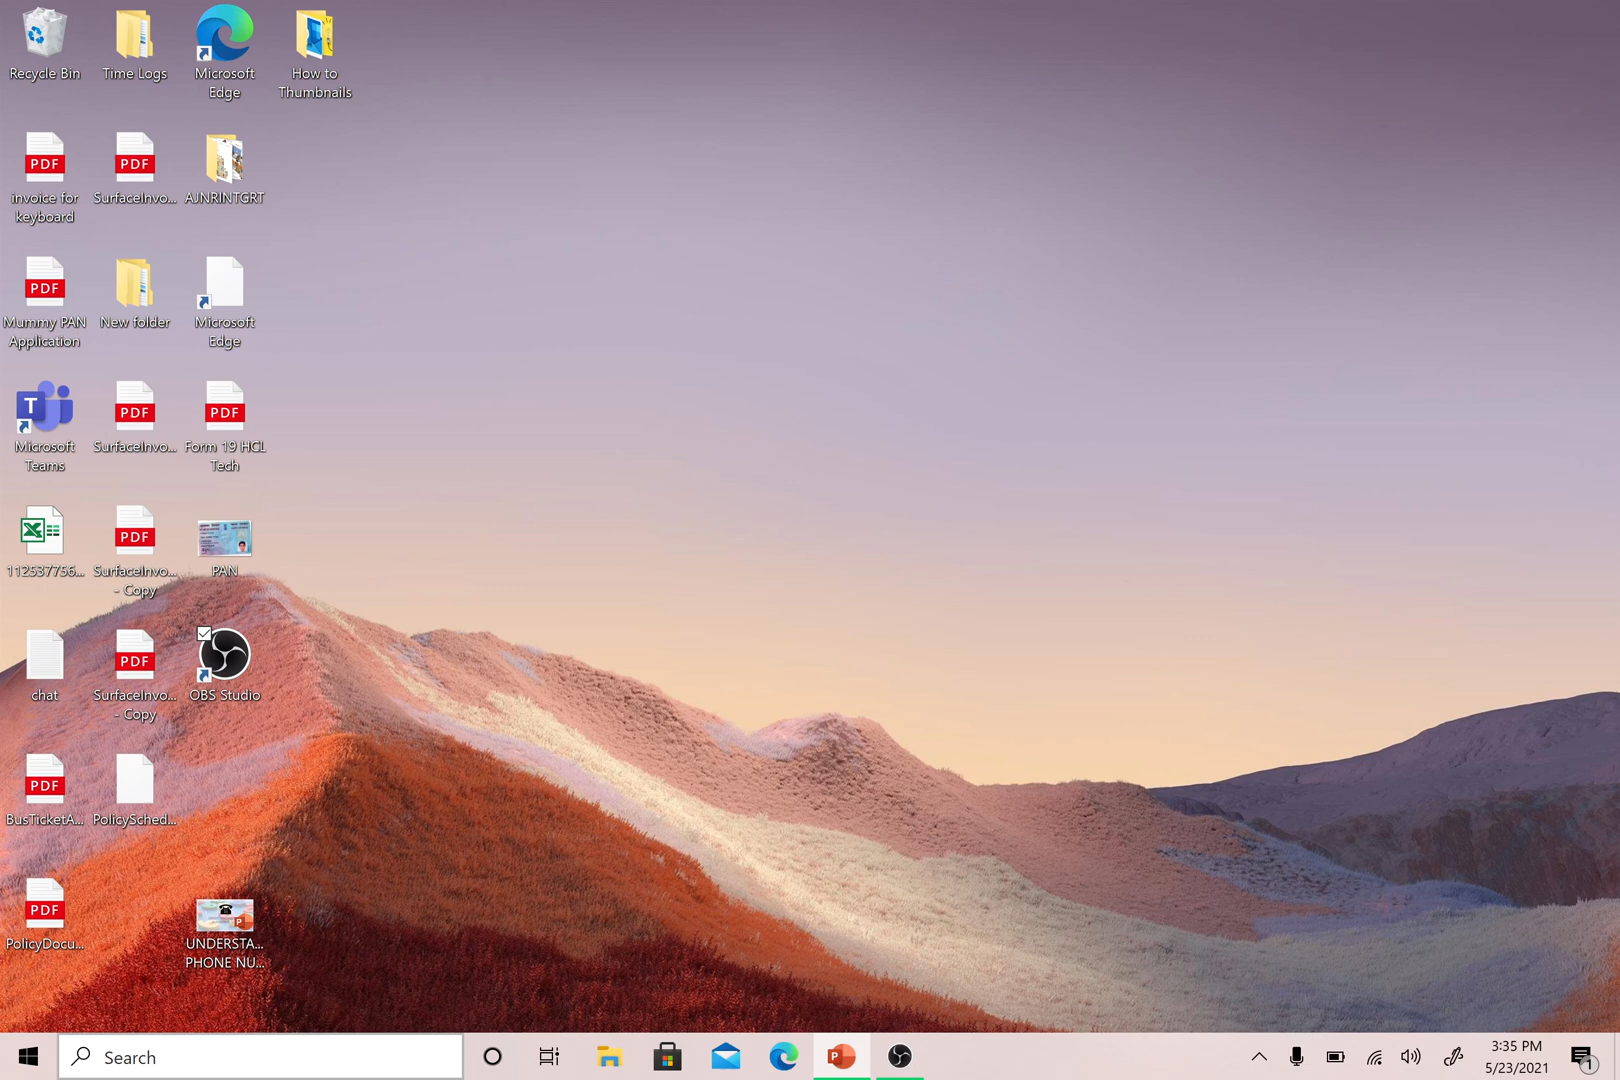 Recycle Bin
Time Logs
Microsoft
Edge
How to
Thumbnails
PDF
invoice for
keyboard
PDF
SurfaceInvo...
AJNRINTGRT
PDF
Mummy PAN
Application
New folder
Microsoft
Edge
T
Microsoft
Teams
PDF
SurfaceInvo...
PDF
Form 19 HCL
Tech
X
112537756...
PDF
SurfaceInvo...
- Copy
PAN
chat
PDF
SurfaceInvo...
- Copy
OBS Studio
PDF
BusTicketA...
PolicySched...
PDF
PolicyDocu...
P
UNDERSTA...
PHONE NU...
Search
P
3:35 PM
5/23/2021
1